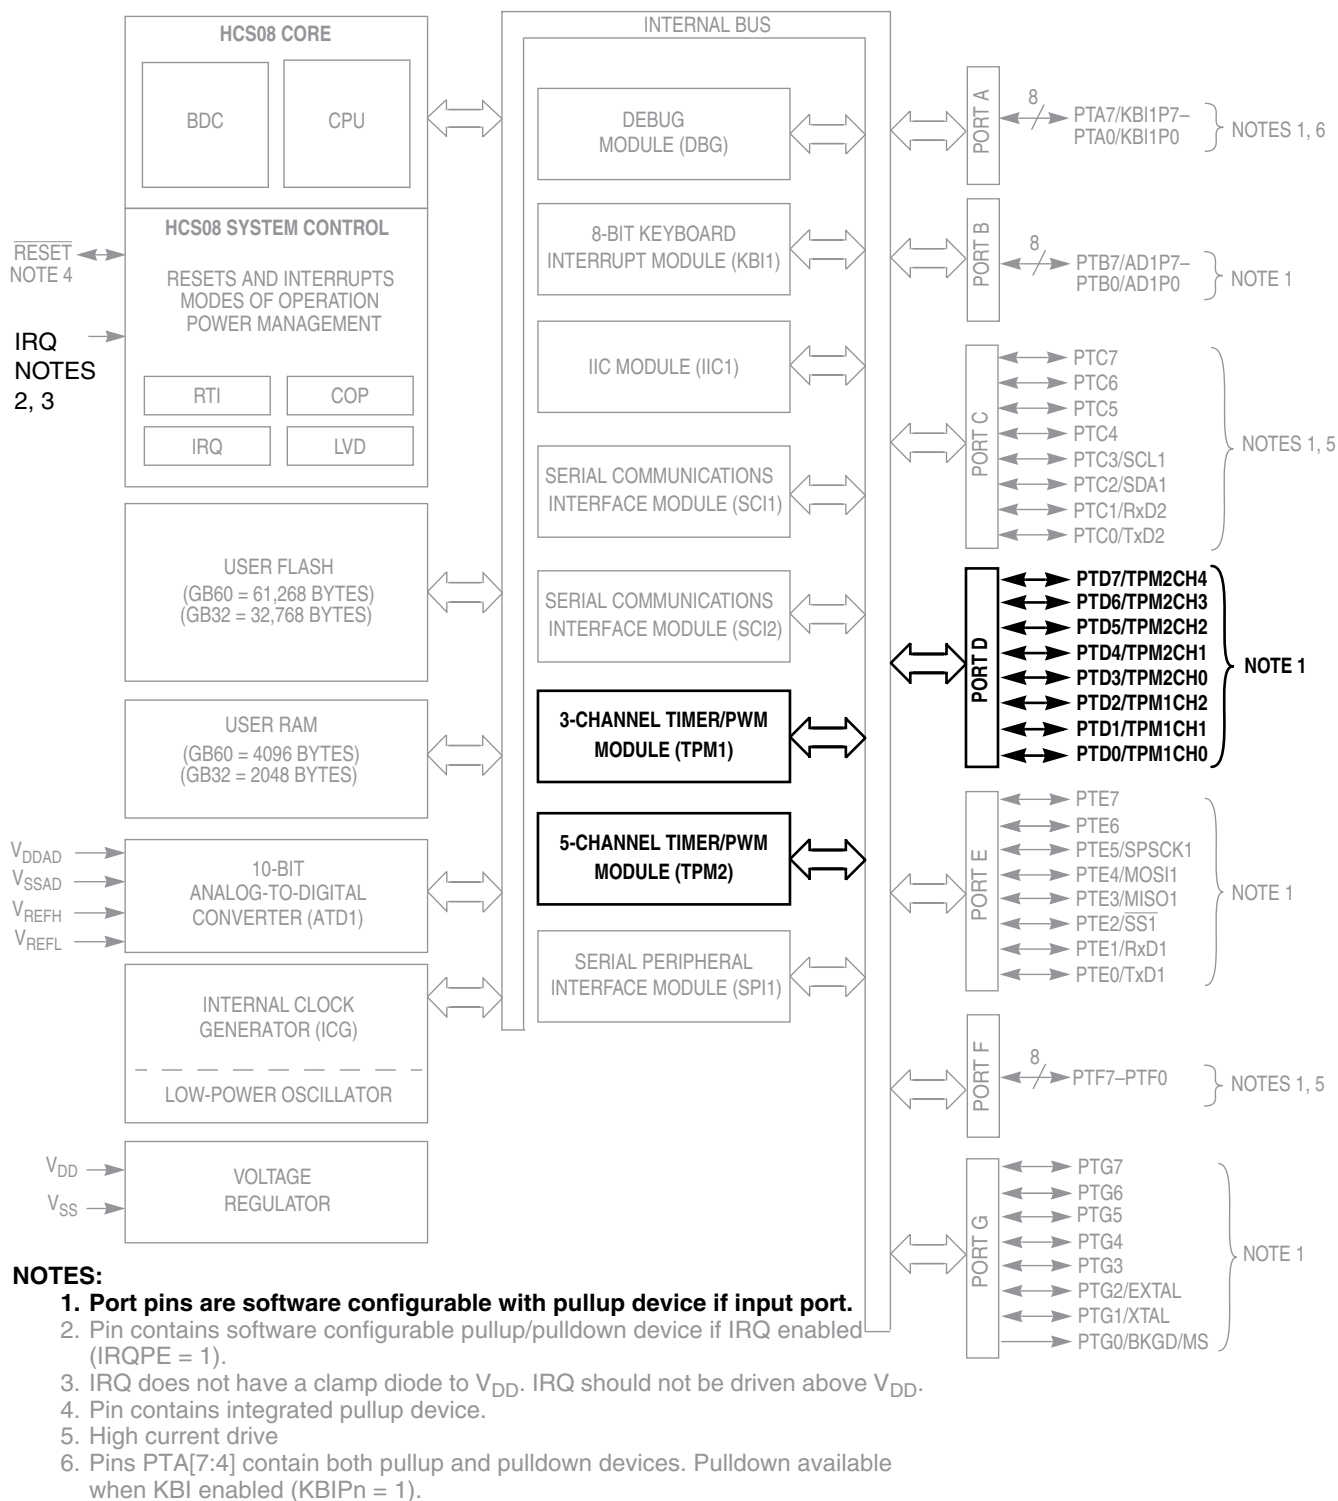 HCS08 CORE
BDC
CPU
HCS08 SYSTEM CONTROL
RESETS AND INTERRUPTS
MODES OF OPERATION
POWER MANAGEMENT
RTI
COP
IRQ
LVD
RESET
NOTE 4
IRQ
NOTES
2, 3
USER FLASH
(GB60 = 61,268 BYTES)
(GB32 = 32,768 BYTES)
USER RAM
(GB60 = 4096 BYTES)
(GB32 = 2048 BYTES)
VDDAD
VSSAD
VREFH
VREFL
10-BIT
ANALOG-TO-DIGITAL
CONVERTER (ATD1)
INTERNAL CLOCK
GENERATOR (ICG)
LOW-POWER OSCILLATOR
VDD
VSS
VOLTAGE
REGULATOR
INTERNAL BUS
DEBUG
MODULE (DBG)
8-BIT KEYBOARD
INTERRUPT MODULE (KBI1)
IIC MODULE (IIC1)
SERIAL COMMUNICATIONS
INTERFACE MODULE (SCI1)
SERIAL COMMUNICATIONS
INTERFACE MODULE (SCI2)
3-CHANNEL TIMER/PWM
MODULE (TPM1)
5-CHANNEL TIMER/PWM
MODULE (TPM2)
SERIAL PERIPHERAL
INTERFACE MODULE (SPI1)
PORT A
8
PTA7/KBI1P7–
PTA0/KBI1P0
NOTES 1, 6
PORT B
8
PTB7/AD1P7–
PTB0/AD1P0
NOTE 1
PORT C
PTC7
PTC6
PTC5
PTC4
PTC3/SCL1
PTC2/SDA1
PTC1/RxD2
PTC0/TxD2
NOTES 1, 5
PORT D
PTD7/TPM2CH4
PTD6/TPM2CH3
PTD5/TPM2CH2
PTD4/TPM2CH1
PTD3/TPM2CH0
PTD2/TPM1CH2
PTD1/TPM1CH1
PTD0/TPM1CH0
NOTE 1
PORT E
PTE7
PTE6
PTE5/SPSCK1
PTE4/MOSI1
PTE3/MISO1
PTE2/SS1
PTE1/RxD1
PTE0/TxD1
NOTE 1
PORT F
8
PTF7–PTF0
NOTES 1, 5
PORT G
PTG7
PTG6
PTG5
PTG4
PTG3
PTG2/EXTAL
PTG1/XTAL
PTG0/BKGD/MS
NOTE 1
NOTES:
1. Port pins are software configurable with pullup device if input port.
2. Pin contains software configurable pullup/pulldown device if IRQ enabled
(IRQPE = 1).
3. IRQ does not have a clamp diode to VDD. IRQ should not be driven above VDD.
4. Pin contains integrated pullup device.
5. High current drive
6. Pins PTA[7:4] contain both pullup and pulldown devices. Pulldown available
when KBI enabled (KBIPn = 1).